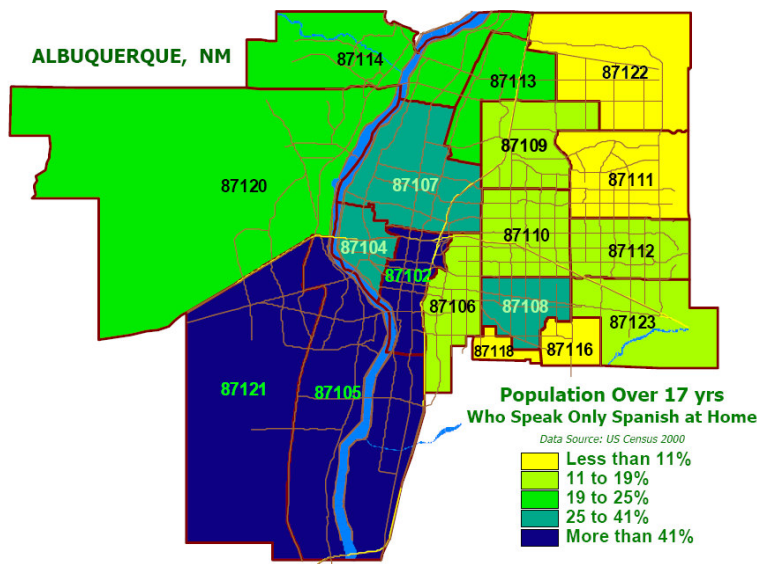 ALBUQUERQUE, NM
87114
87122
87113
87109
87111
87120
87107
87110
87104
87112
87102
87106
87108
87123
87118
87116
87121
87105
Population Over 17 yrs
Who Speak Only Spanish at Home
Data Source: US Census 2000
Less than 11%
11 to 19%
19 to 25%
25 to 41%
More than 41%